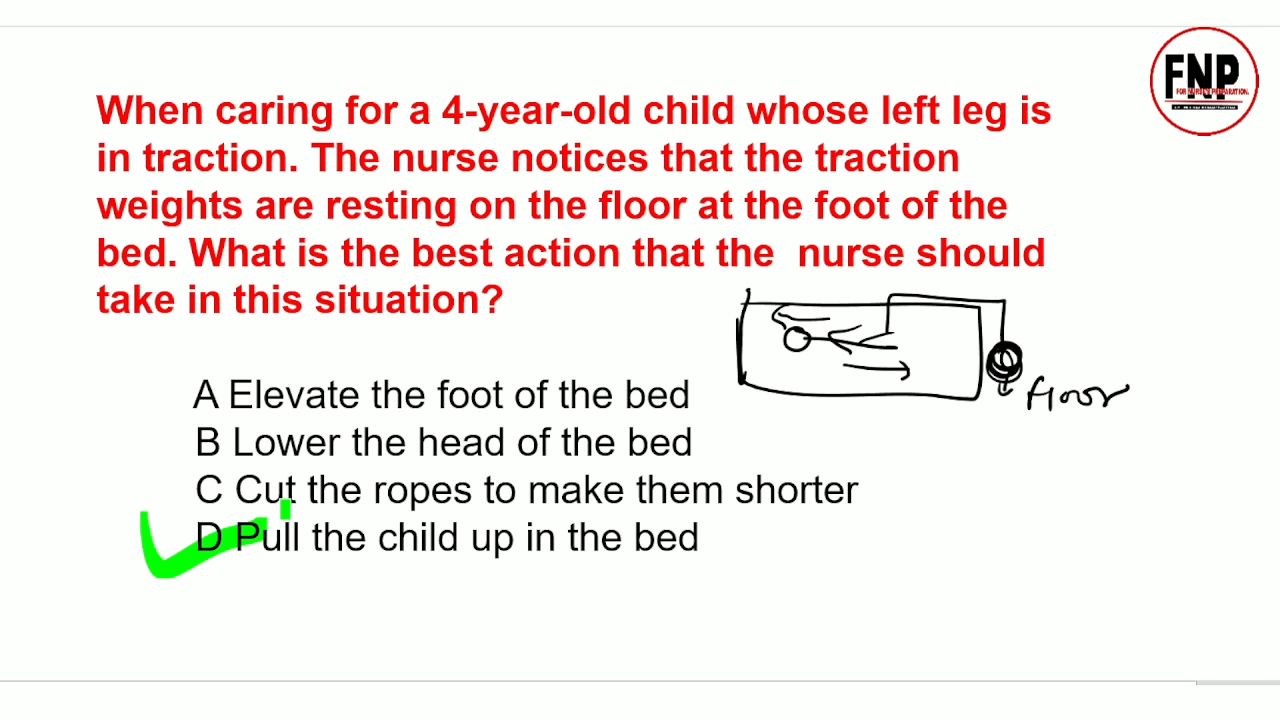 FNP
FOR NURSES PREPARATION.
When caring for a 4-year-old child whose left leg is
in traction. The nurse notices that the traction
weights are resting on the floor at the foot of the
bed. What is the best action that the nurse should
take in this situation?
floor
A Elevate the foot of the bed
B Lower the head of the bed
C Cut the ropes to make them shorter
D Pull the child up in the bed